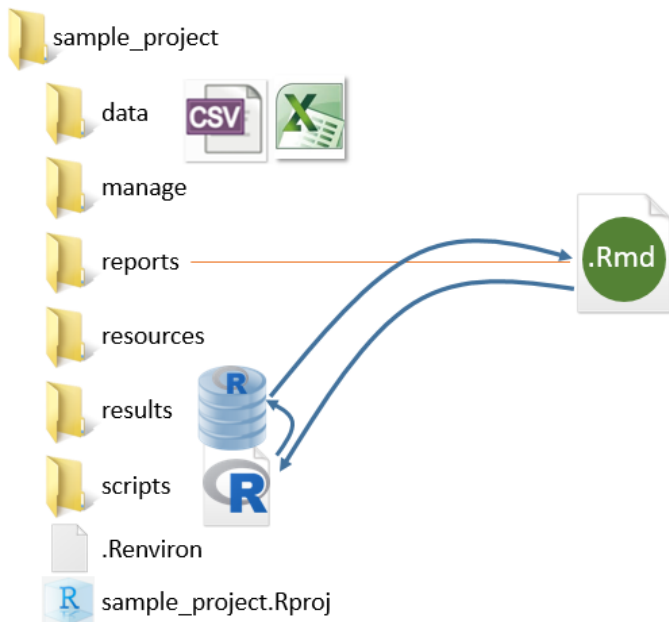 sample_project
data
CSV
X
manage
reports
.Rmd
resources
R
results
R
scripts
.Renviron
R
sample_project.Rproj